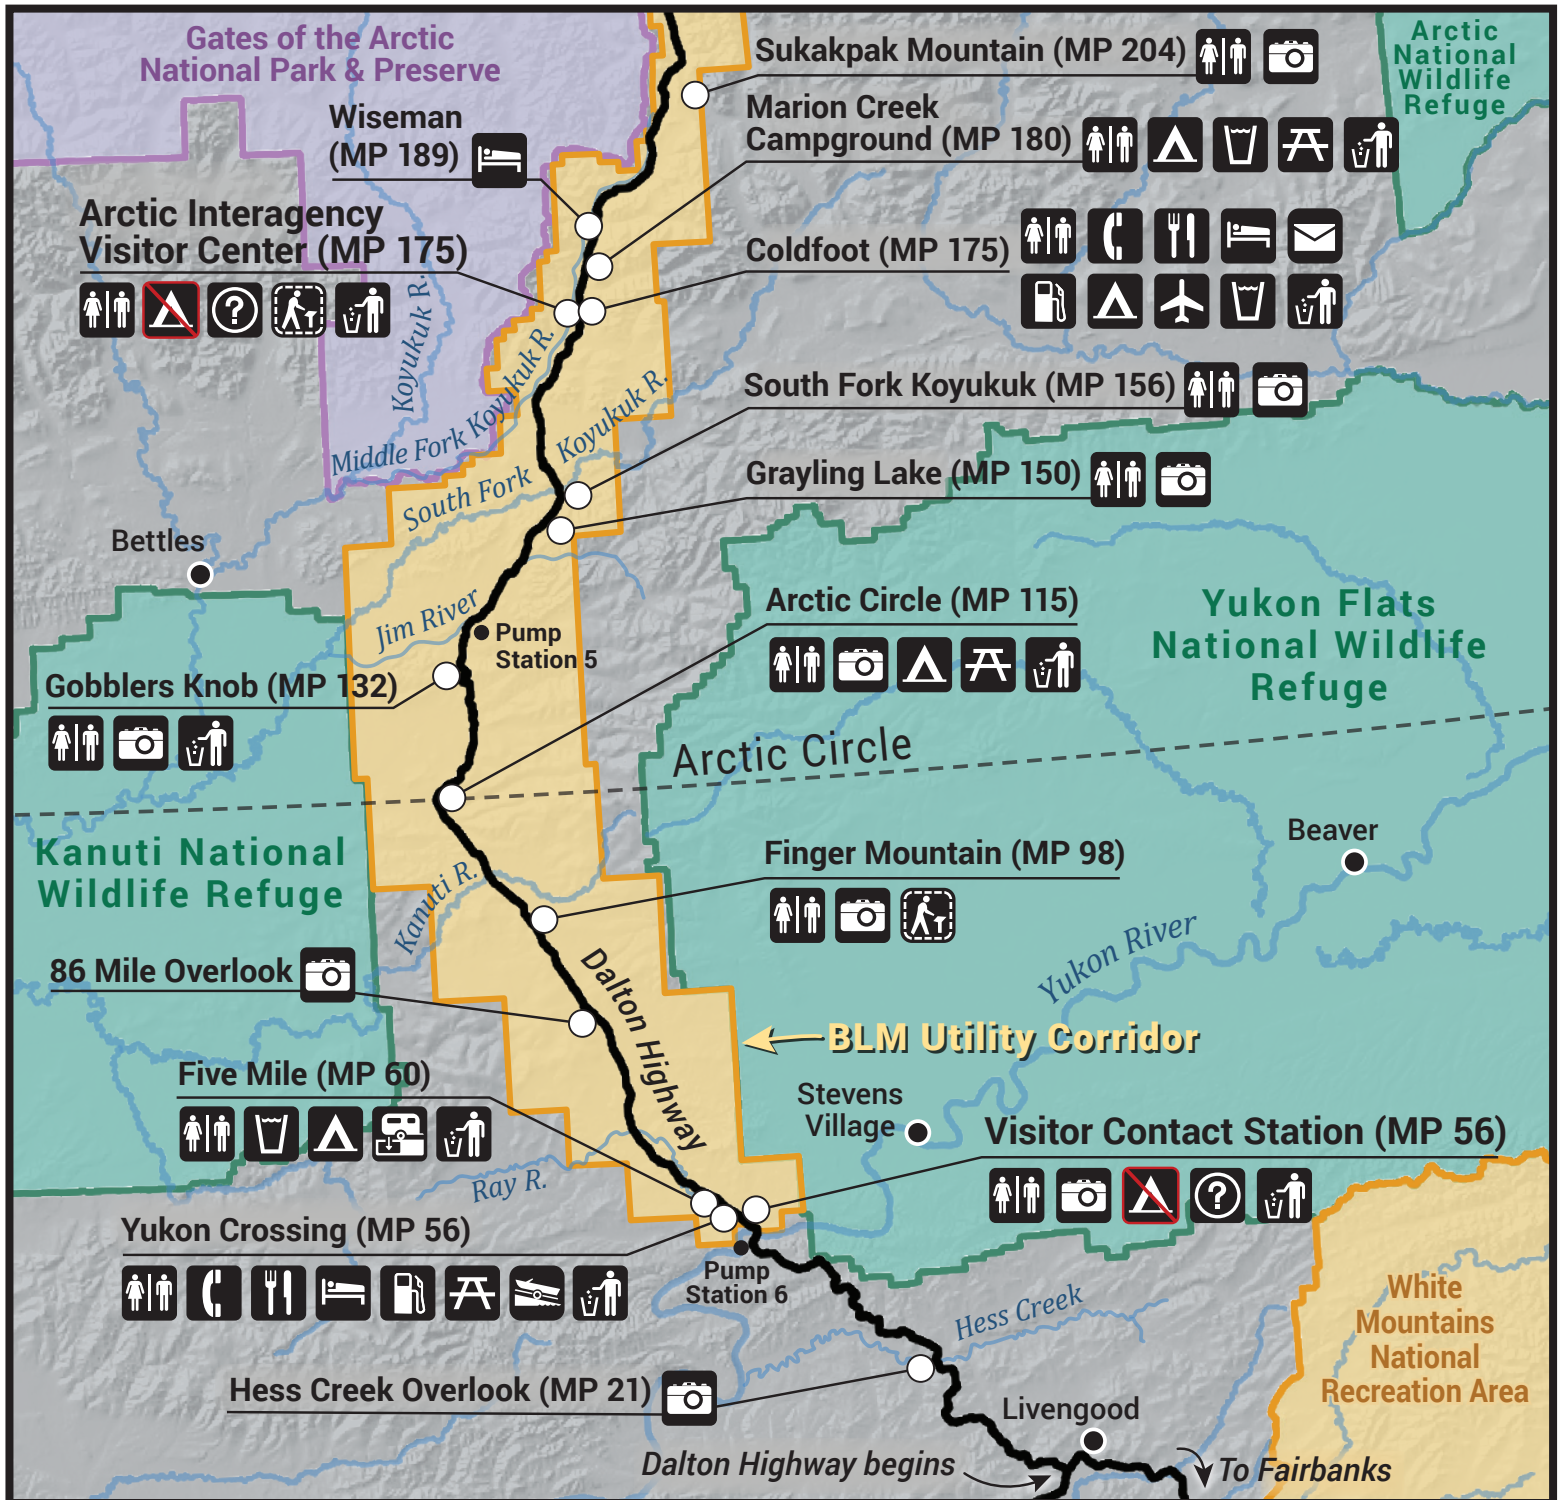 Gates of the Arctic
National Park & Preserve
Arctic
National
Wildlife
Refuge
Sukakpak Mountain (MP 204)
Wiseman
(MP 189)
Marion Creek
Campground (MP 180)
Arctic Interagency
Visitor Center (MP 175)
?
Coldfoot (MP 175)
Koyukuk R.
Middle Fork Koyukuk R.
South Fork Koyukuk R.
South Fork Koyukuk (MP 156)
Grayling Lake (MP 150)
Bettles
Jim River
Pump
Station 5
Arctic Circle (MP 115)
Yukon Flats
National Wildlife
Refuge
Gobblers Knob (MP 132)
Arctic Circle
Kanuti National
Wildlife Refuge
Beaver
Finger Mountain (MP 98)
Kanuti R.
86 Mile Overlook
Dalton Highway
Yukon River
BLM Utility Corridor
Five Mile (MP 60)
Stevens
Village
Visitor Contact Station (MP 56)
?
Ray R.
Yukon Crossing (MP 56)
Pump
Station 6
Hess Creek
White
Mountains
National
Recreation Area
Hess Creek Overlook (MP 21)
Livengood
Dalton Highway begins
To Fairbanks